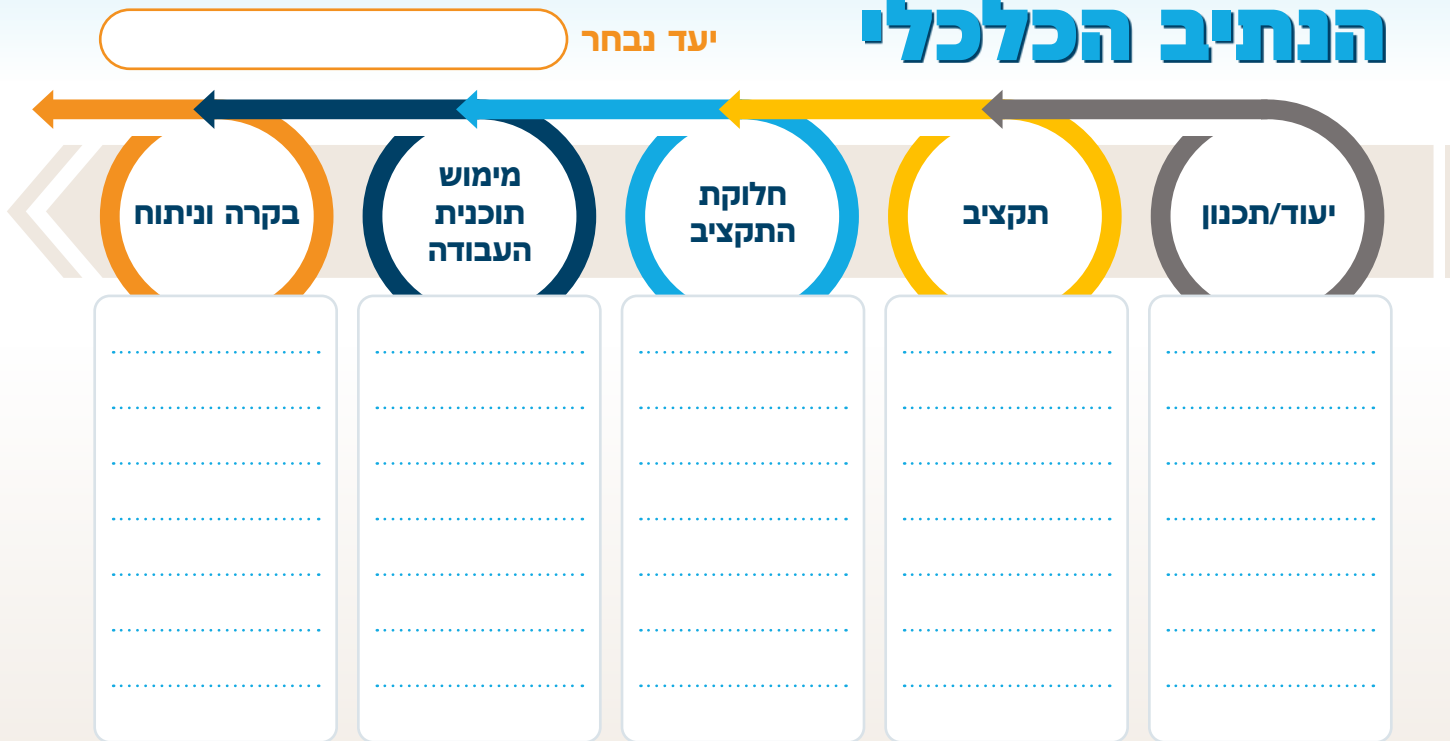 הנתיב הכלכלי
יעד נבחר
יעוד/תכנון
תקציב
חלוקת
התקציב
מימוש
תוכנית
העבודה
בקרה וניתוח